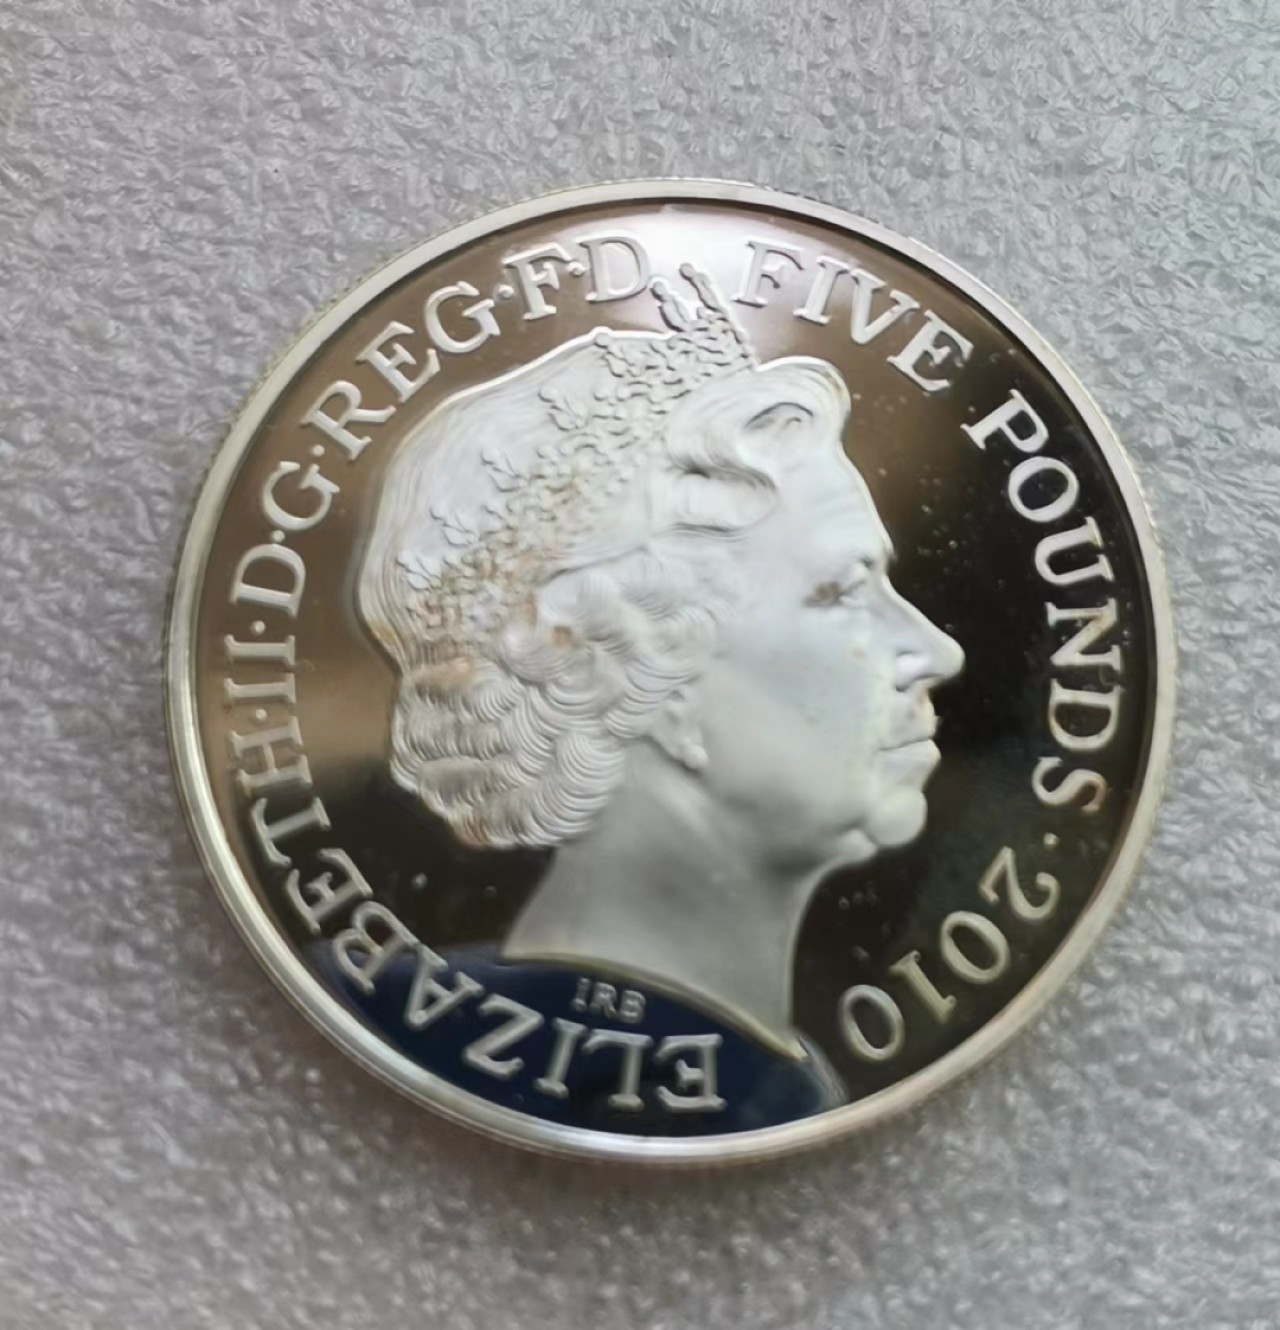 ELIZABETH·II·D·G·REG·F·D FIVE POUNDS·2010
IRB